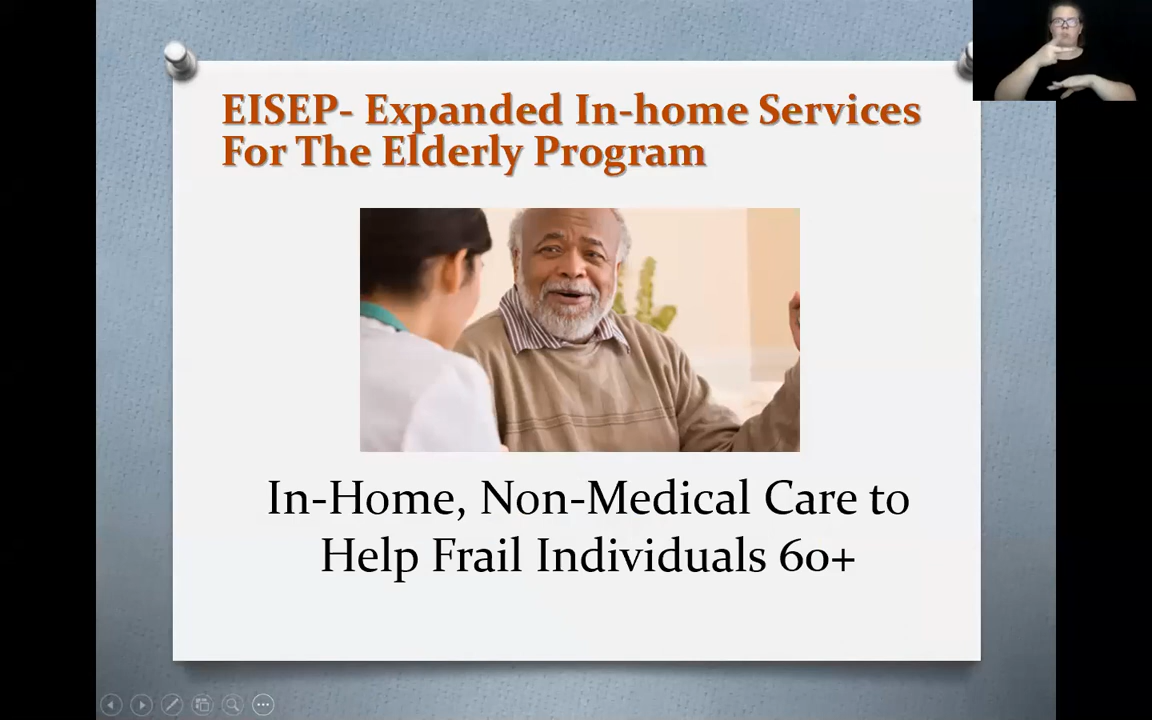 EISEP- Expanded In-home Services
For The Elderly Program
In-Home, Non-Medical Care to
Help Frail Individuals 60+